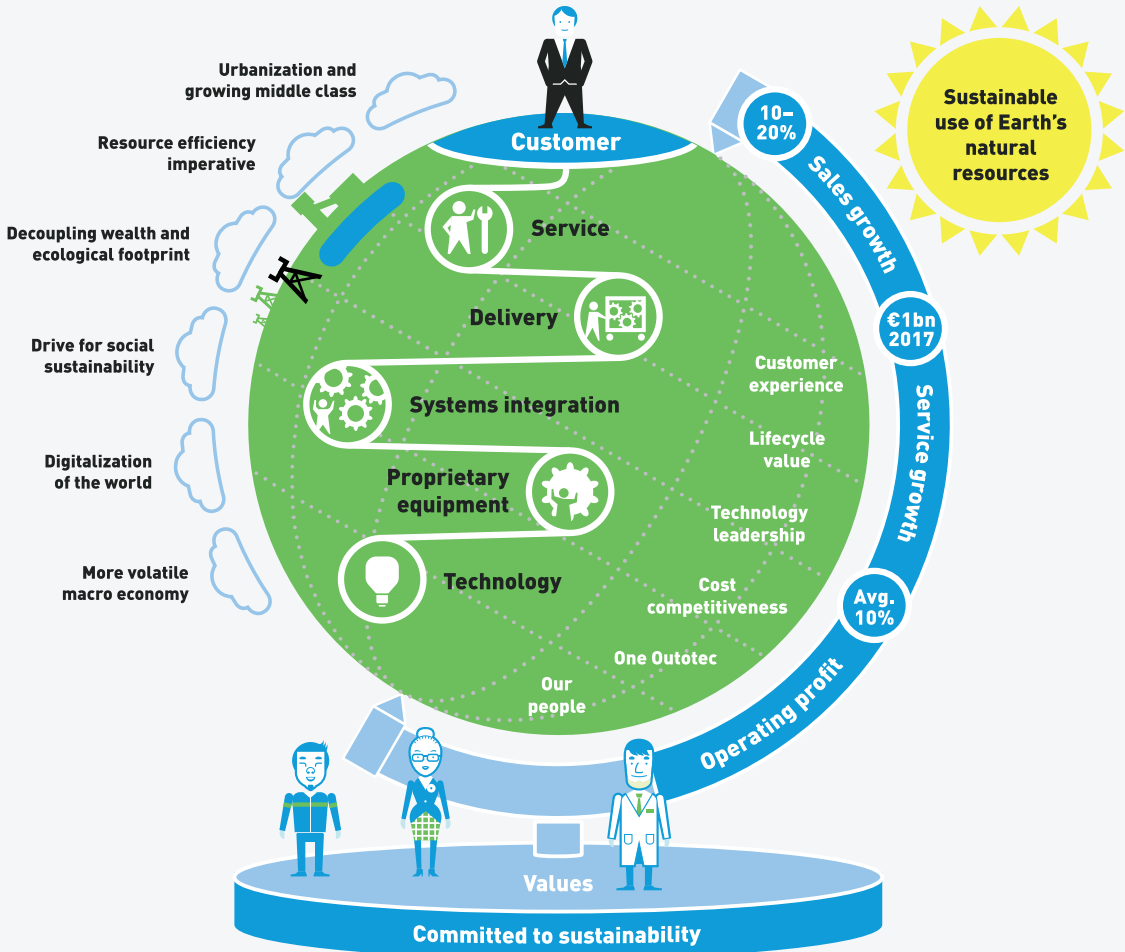 Urbanization and
growing middle class
Resource efficiency
imperative
Decoupling wealth and
ecological footprint
Drive for social
sustainability
Digitalization
of the world
More volatile
macro economy
Customer
Service
Delivery
Systems integration
Proprietary
equipment
Technology
Customer
experience
Lifecycle
value
Technology
leadership
Cost
competitiveness
One Outotec
Our
people
10–
20%
Sales growth
€1bn
2017
Service growth
Avg.
10%
Operating profit
Sustainable
use of Earth's
natural
resources
Values
Committed to sustainability